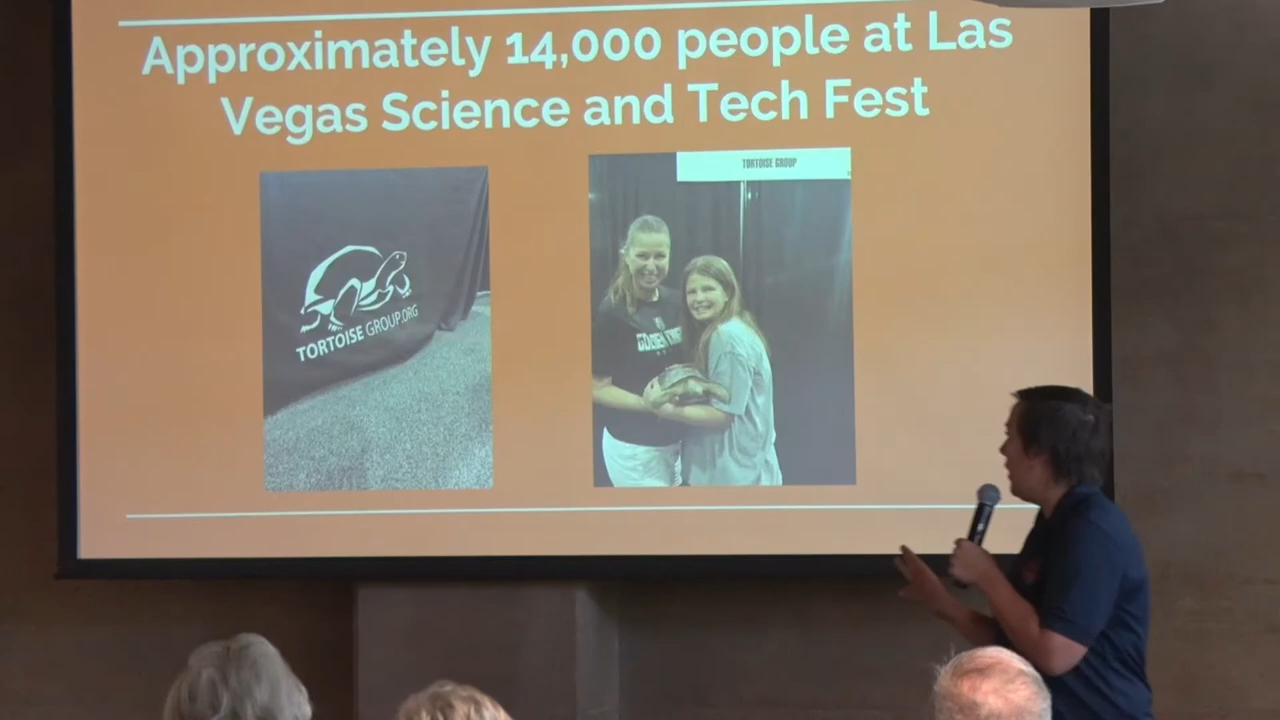 Approximately 14,000 people at Las
Vegas Science and Tech Fest
TORTOISE GROUP
TORTOISE GROUP.ORG